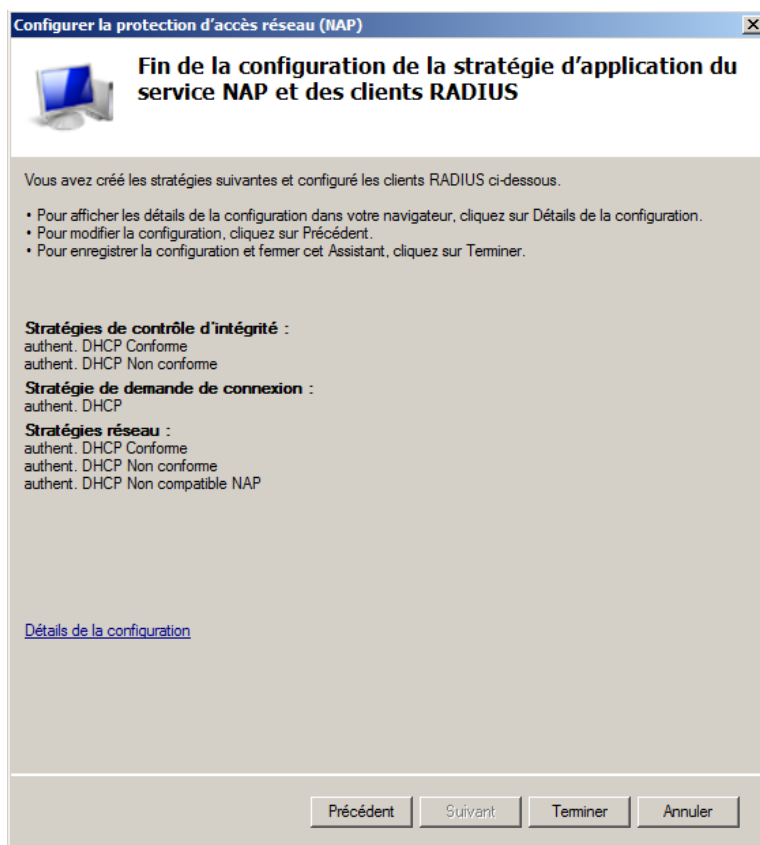 Configurer la protection d'accès réseau (NAP)
Fin de la configuration de la stratégie d'application du
service NAP et des clients RADIUS
Vous avez créé les stratégies suivantes et configuré les clients RADIUS ci-dessous.
• Pour afficher les détails de la configuration dans votre navigateur, cliquez sur Détails de la configuration.
• Pour modifier la configuration, cliquez sur Précédent.
• Pour enregistrer la configuration et fermer cet Assistant, cliquez sur Terminer.
Stratégies de contrôle d'intégrité :
authent. DHCP Conforme
authent. DHCP Non conforme
Stratégie de demande de connexion :
authent. DHCP
Stratégies réseau :
authent. DHCP Conforme
authent. DHCP Non conforme
authent. DHCP Non compatible NAP
Détails de la configuration
Précédent Suivant Terminer Annuler